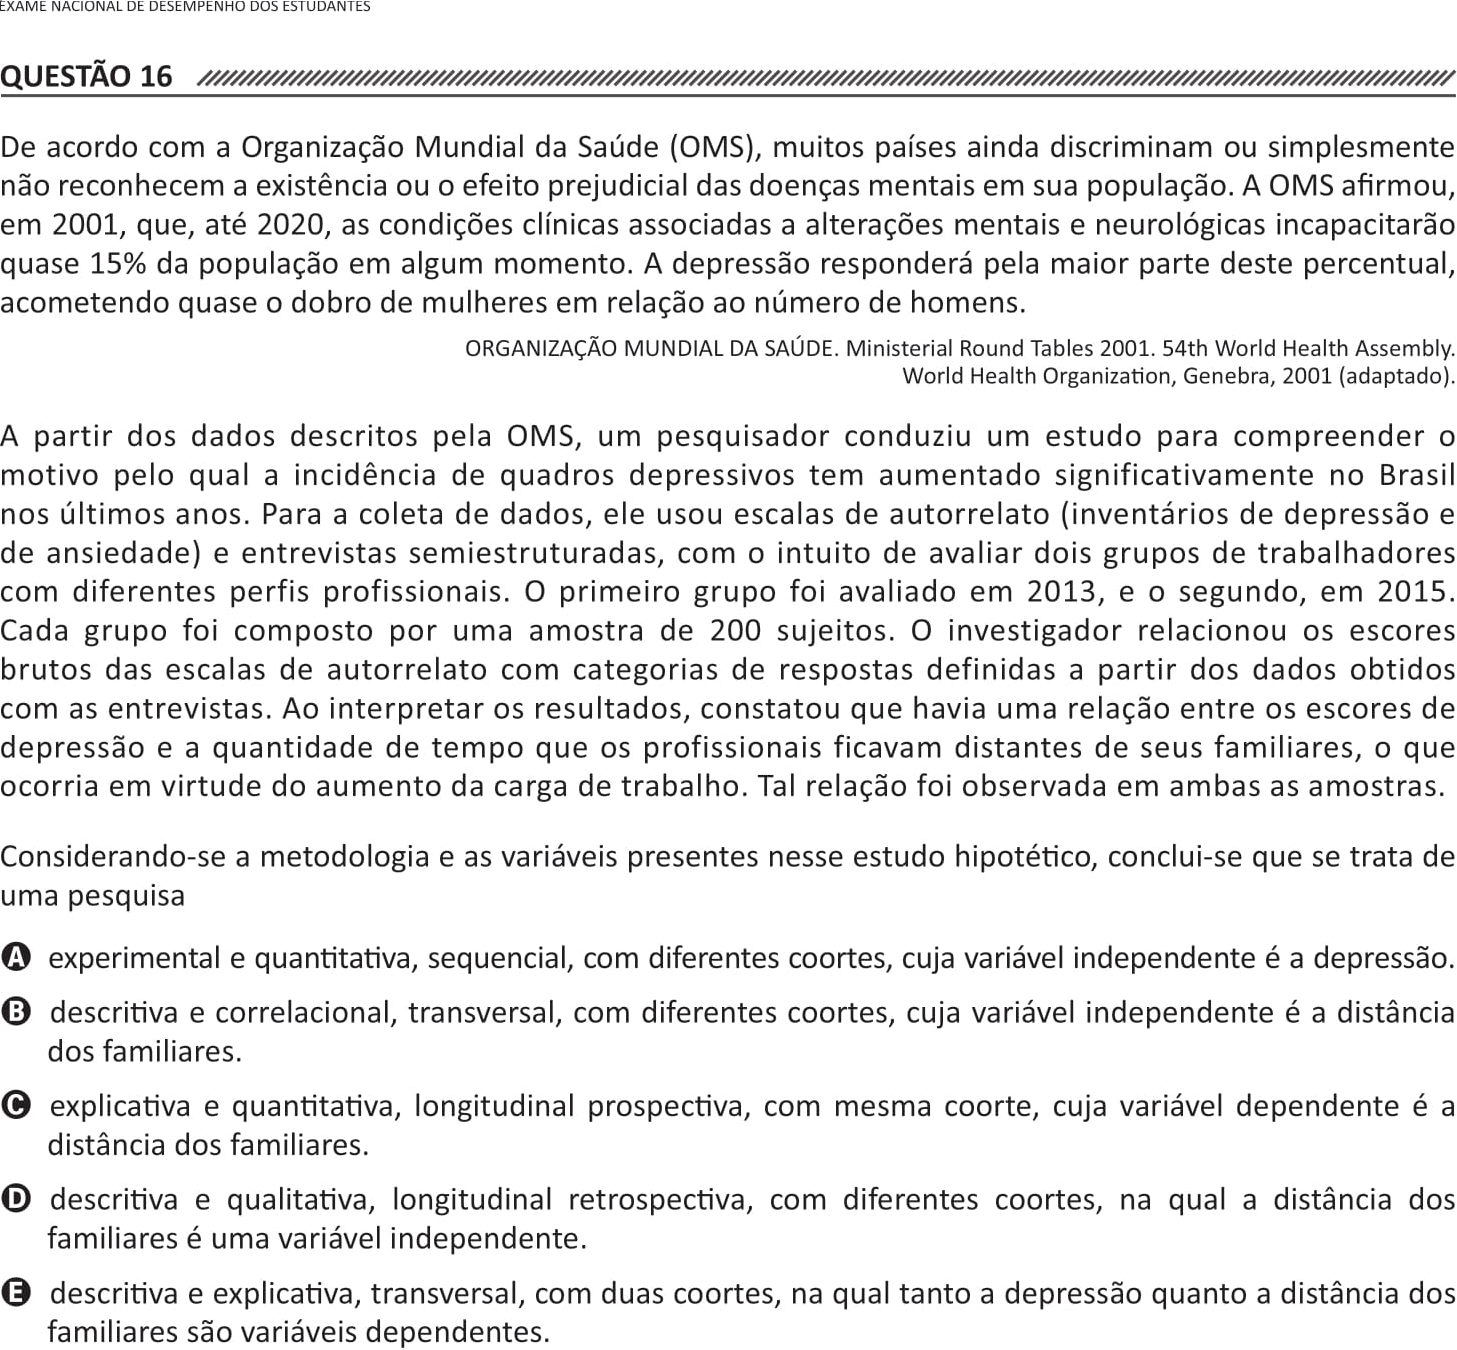 EXAME NACIONAL DE DESEMPENHO DOS ESTUDANTES
QUESTÃO 16
De acordo com a Organização Mundial da Saúde (OMS), muitos países ainda discriminam ou simplesmente
não reconhecem a existência ou o efeito prejudicial das doenças mentais em sua população. A OMS afirmou,
em 2001, que, até 2020, as condições clínicas associadas a alterações mentais e neurológicas incapacitarão
quase 15% da população em algum momento. A depressão responderá pela maior parte deste percentual,
acometendo quase o dobro de mulheres em relação ao número de homens.
ORGANIZAÇÃO MUNDIAL DA SAÚDE. Ministerial Round Tables 2001. 54th World Health Assembly.
World Health Organization, Genebra, 2001 (adaptado).
A partir dos dados descritos pela OMS, um pesquisador conduziu um estudo para compreender o
motivo pelo qual a incidência de quadros depressivos tem aumentado significativamente no Brasil
nos últimos anos. Para a coleta de dados, ele usou escalas de autorrelato (inventários de depressão e
de ansiedade) e entrevistas semiestruturadas, com o intuito de avaliar dois grupos de trabalhadores
com diferentes perfis profissionais. O primeiro grupo foi avaliado em 2013, e o segundo, em 2015.
Cada grupo foi composto por uma amostra de 200 sujeitos. O investigador relacionou os escores
brutos das escalas de autorrelato com categorias de respostas definidas a partir dos dados obtidos
com as entrevistas. Ao interpretar os resultados, constatou que havia uma relação entre os escores de
depressão e a quantidade de tempo que os profissionais ficavam distantes de seus familiares, o que
ocorria em virtude do aumento da carga de trabalho. Tal relação foi observada em ambas as amostras.
Considerando-se a metodologia e as variáveis presentes nesse estudo hipotético, conclui-se que se trata de
uma pesquisa
A experimental e quantitativa, sequencial, com diferentes coortes, cuja variável independente é a depressão.
B descritiva e correlacional, transversal, com diferentes coortes, cuja variável independente é a distância
dos familiares.
C explicativa e quantitativa, longitudinal prospectiva, com mesma coorte, cuja variável dependente é a
distância dos familiares.
D descritiva e qualitativa, longitudinal retrospectiva, com diferentes coortes, na qual a distância dos
familiares é uma variável independente.
E descritiva e explicativa, transversal, com duas coortes, na qual tanto a depressão quanto a distância dos
familiares são variáveis dependentes.